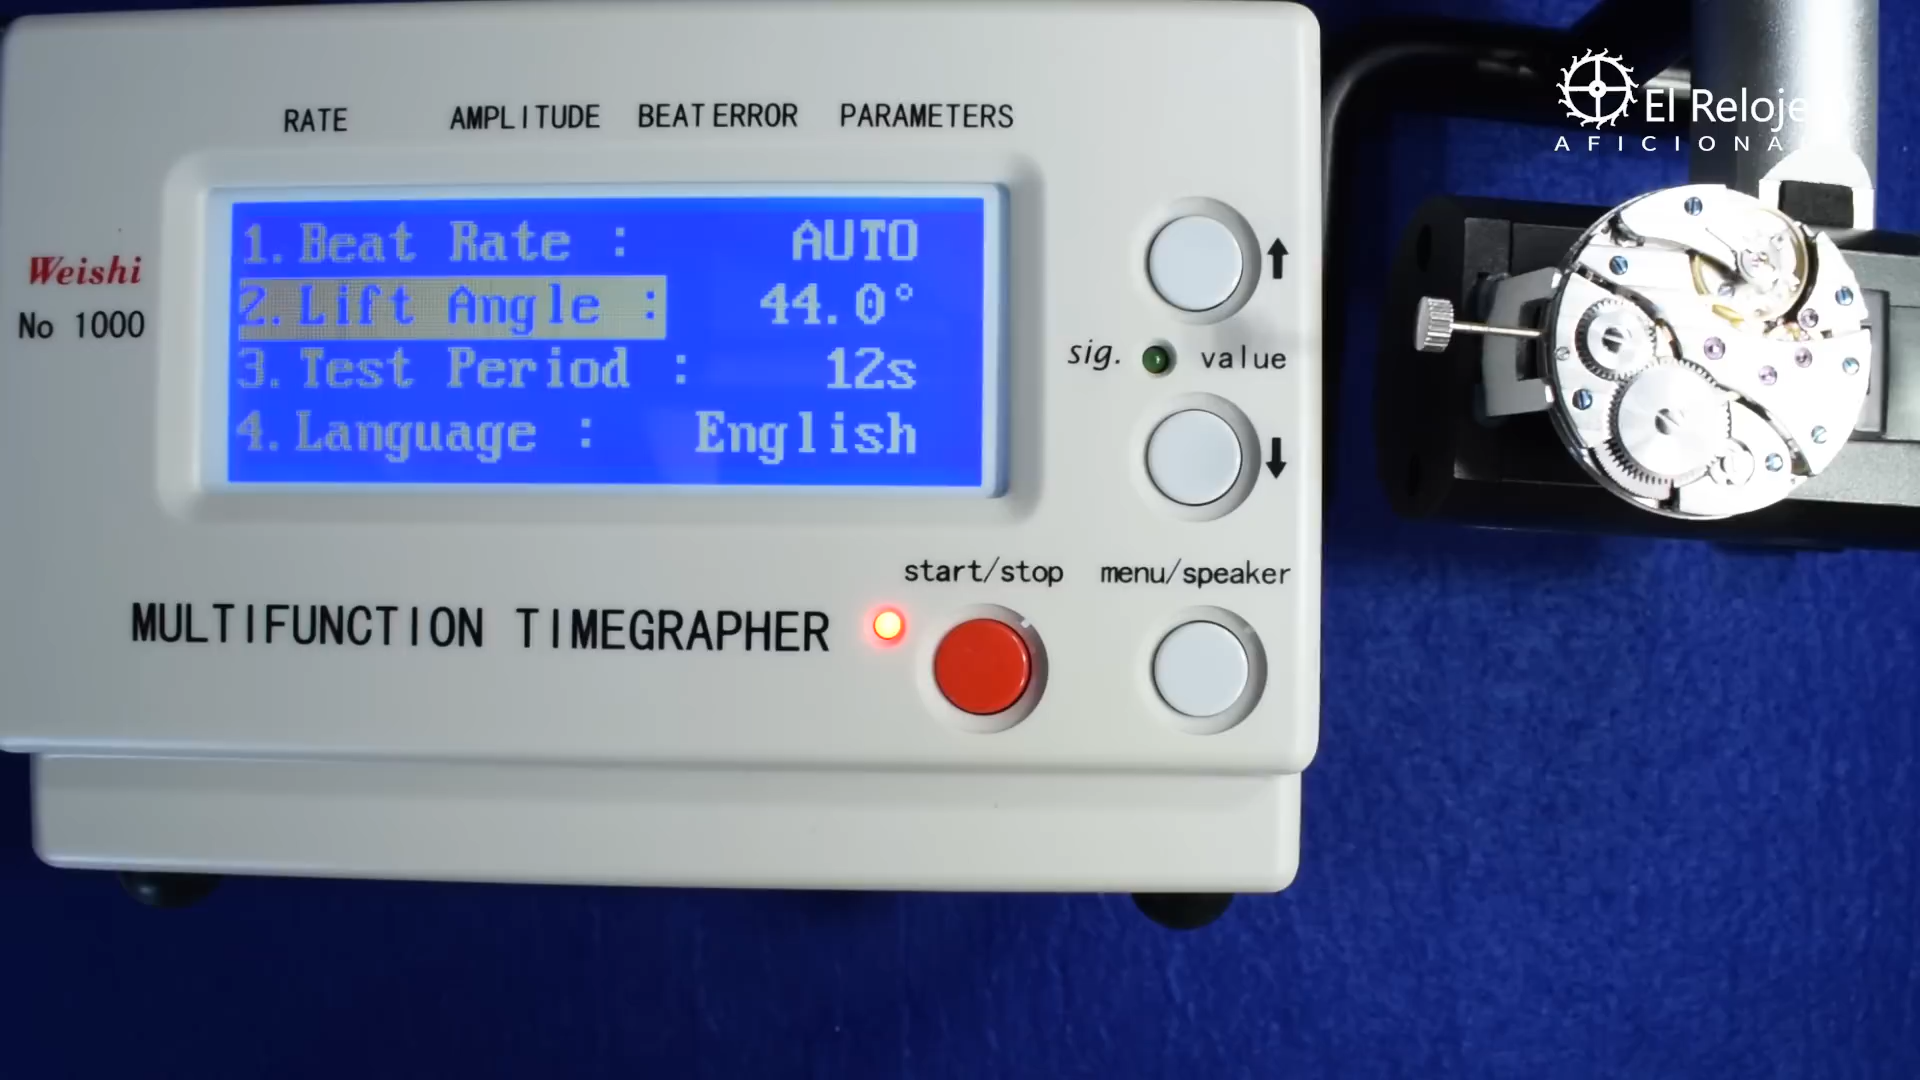 El Reloje
AFICIONA
RATE AMPLITUDE BEAT ERROR PARAMETERS
1. Beat Rate : AUTO
2. Lift Angle : 44.0°
3. Test Period : 12s
4. Language : English
Weishi
No 1000
↑
sig. value
↓
start/stop menu/speaker
MULTIFUNCTION TIMEGRAPHER